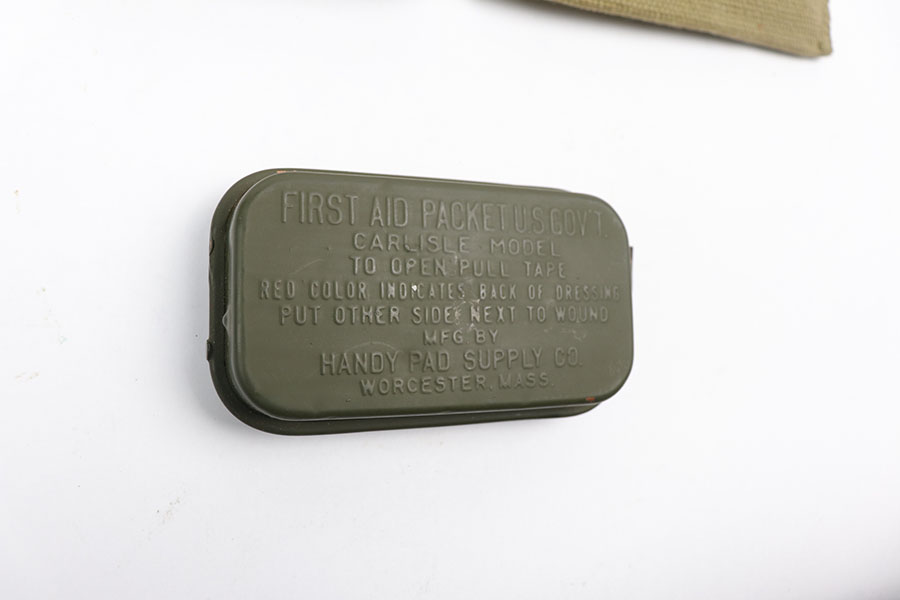 FIRST AID PACKET U.S. GOV'T.
CARLISLE MODEL
TO OPEN PULL TAPE
RED COLOR INDICATES BACK OF DRESSING
PUT OTHER SIDE NEXT TO WOUND
MFG. BY
HANDY PAD SUPPLY CO.
WORCESTER, MASS.